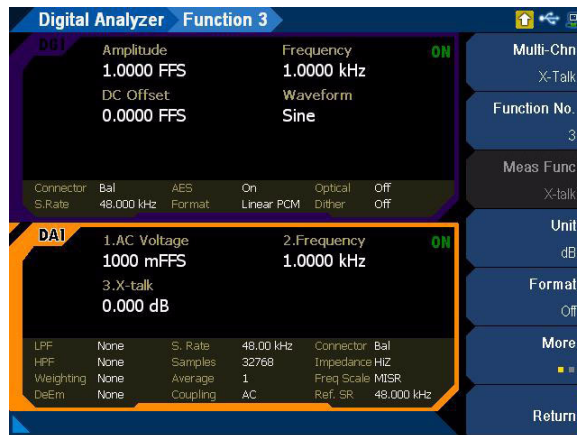 Digital Analyzer Function 3
DG1
Amplitude Frequency ON
1.0000 FFS 1.0000 kHz
DC Offset Waveform
0.0000 FFS Sine
Connector Bal AES On Optical Off
S.Rate 48.000 kHz Format Linear PCM Dither Off
DA1
1.AC Voltage 2.Frequency ON
1000 mFFS 1.0000 kHz
3.X-talk
0.000 dB
LPF None S. Rate 48.00 kHz Connector Bal
HPF None Samples 32768 Impedance HiZ
Weighting None Average 1 Freq Scale MISR
DeEm None Coupling AC Ref. SR 48.000 kHz
Multi-Chn
X-Talk
Function No.
3
Meas Func
X-talk
Unit
dB
Format
Off
More
Return